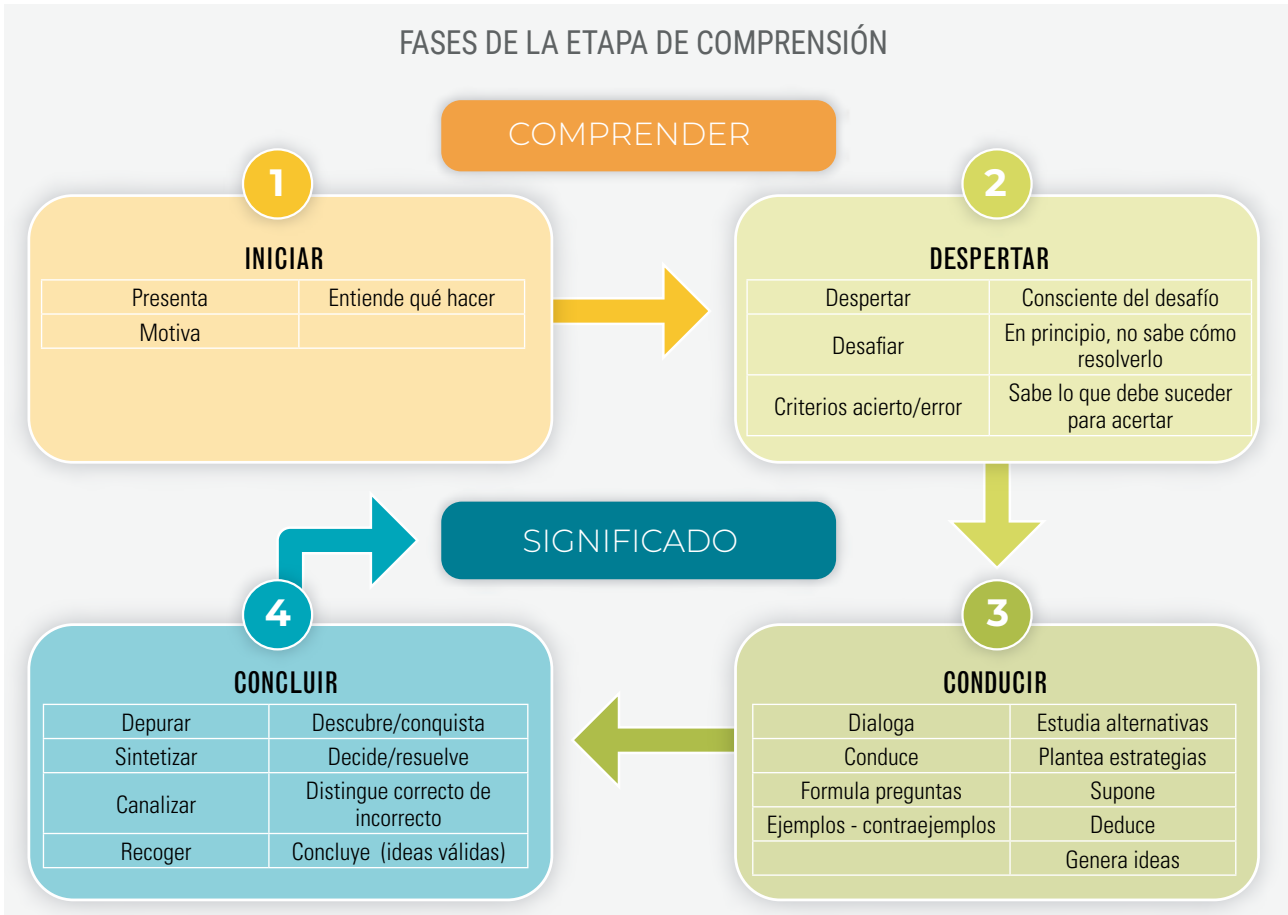 FASES DE LA ETAPA DE COMPRENSIÓN
COMPRENDER
1
INICIAR
Presenta Entiende qué hacer
Motiva
2
DESPERTAR
Despertar Consciente del desafío
Desafiar En principio, no sabe cómo
resolverlo
Criterios acierto/error Sabe lo que debe suceder
para acertar
SIGNIFICADO
3
CONDUCIR
Dialoga Estudia alternativas
Conduce Plantea estrategias
Formula preguntas Supone
Ejemplos - contraejemplos Deduce
Genera ideas
4
CONCLUIR
Depurar Descubre/conquista
Sintetizar Decide/resuelve
Canalizar Distingue correcto de
incorrecto
Recoger Concluye (ideas válidas)